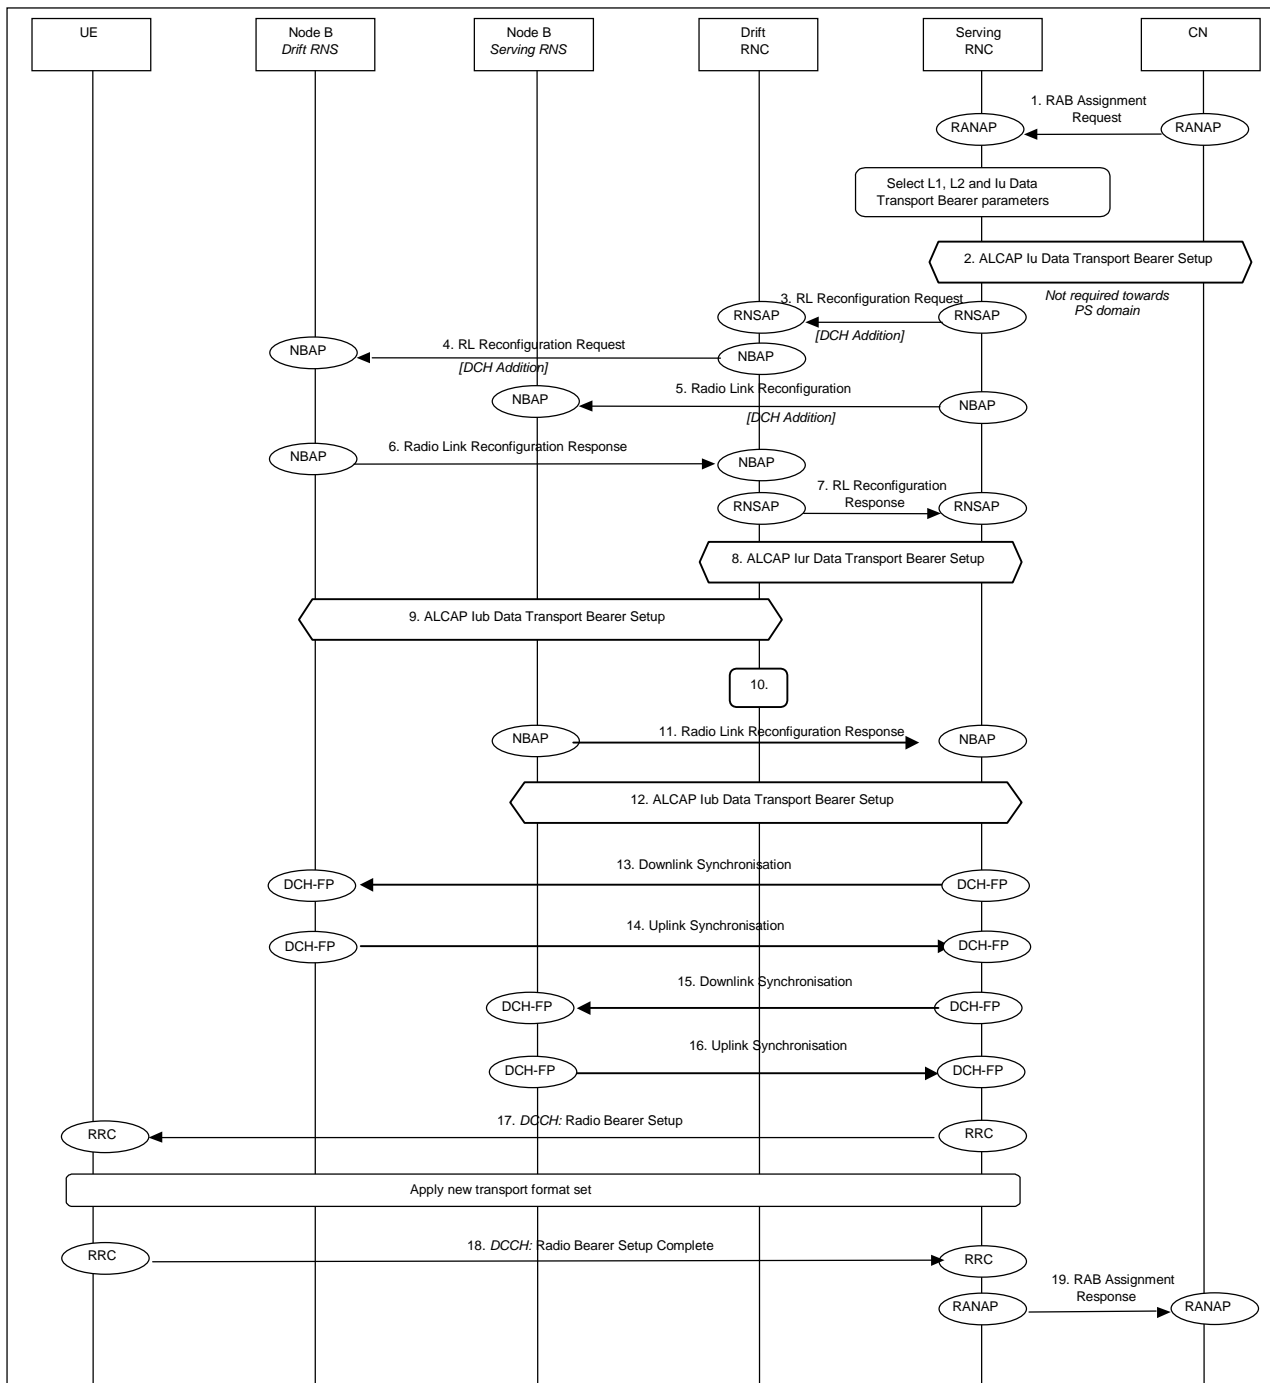 UE
Node B
Drift RNS
Node B
Serving RNS
Drift
RNC
Serving
RNC
CN
1. RAB Assignment
Request
RANAP
RANAP
Select L1, L2 and Iu Data
Transport Bearer parameters
2. ALCAP Iu Data Transport Bearer Setup
Not required towards
PS domain
3. RL Reconfiguration Request
RNSAP
RNSAP
[DCH Addition]
4. RL Reconfiguration Request
NBAP
NBAP
[DCH Addition]
5. Radio Link Reconfiguration
NBAP
NBAP
[DCH Addition]
6. Radio Link Reconfiguration Response
NBAP
NBAP
7. RL Reconfiguration
Response
RNSAP
RNSAP
8. ALCAP Iur Data Transport Bearer Setup
9. ALCAP Iub Data Transport Bearer Setup
10.
11. Radio Link Reconfiguration Response
NBAP
NBAP
12. ALCAP Iub Data Transport Bearer Setup
13. Downlink Synchronisation
DCH-FP
DCH-FP
14. Uplink Synchronisation
DCH-FP
DCH-FP
15. Downlink Synchronisation
DCH-FP
DCH-FP
16. Uplink Synchronisation
DCH-FP
DCH-FP
17. DCCH: Radio Bearer Setup
RRC
RRC
Apply new transport format set
18. DCCH: Radio Bearer Setup Complete
RRC
RRC
19. RAB Assignment
Response
RANAP
RANAP